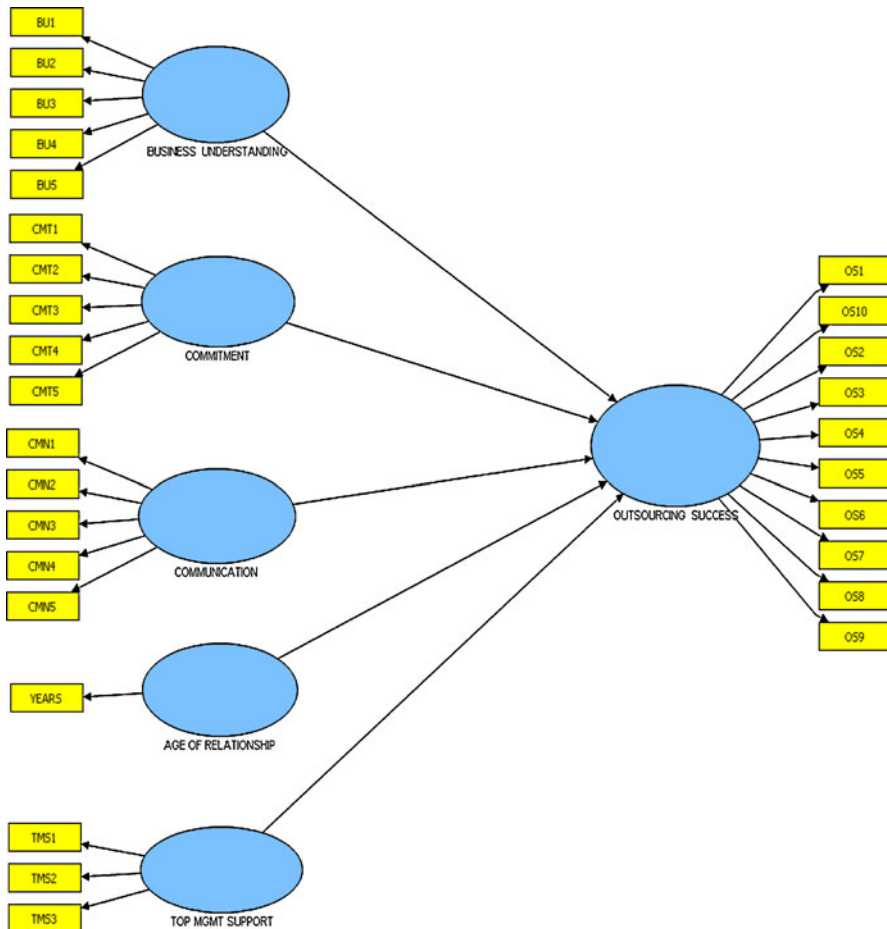 BU1
BU2
BU3
BU4
BU5
BUSINESS UNDERSTANDING
CMT1
CMT2
CMT3
CMT4
CMT5
COMMITMENT
CMN1
CMN2
CMN3
CMN4
CMN5
COMMUNICATION
YEARS
AGE OF RELATIONSHIP
TMS1
TMS2
TMS3
TOP MGMT SUPPORT
OUTSOURCING SUCCESS
OS1
OS10
OS2
OS3
OS4
OS5
OS6
OS7
OS8
OS9